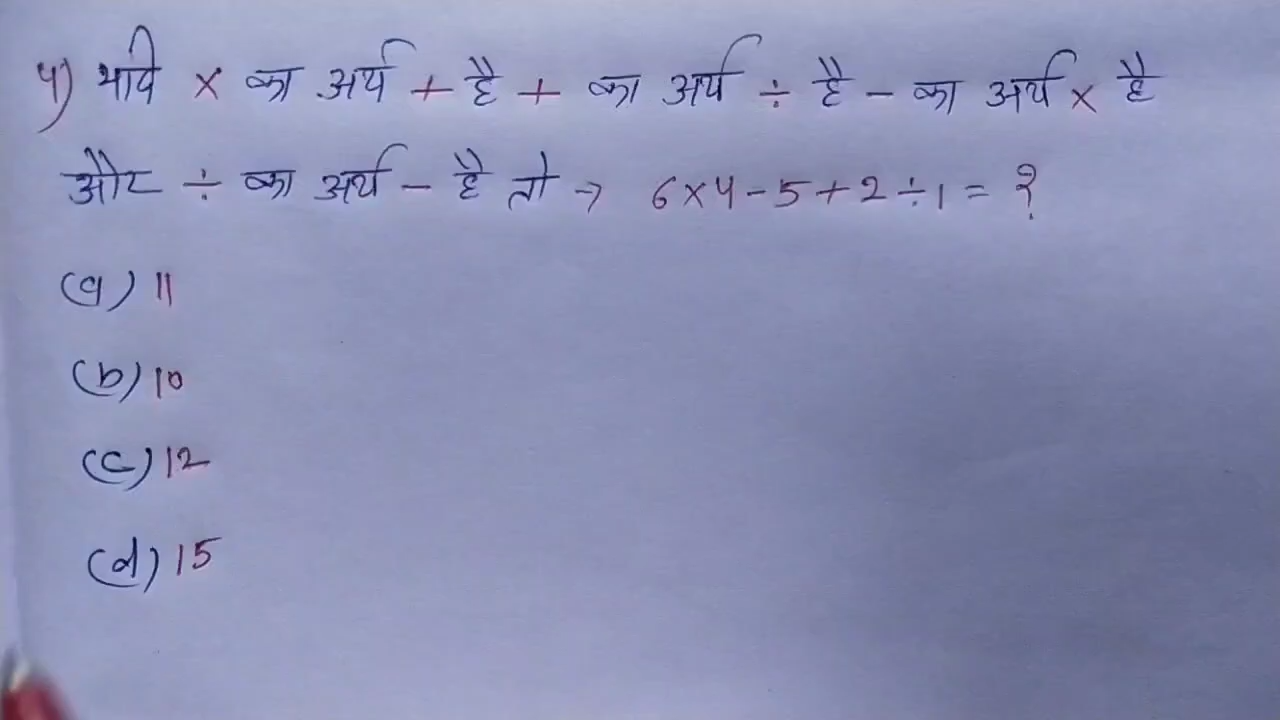 4) यदि × का अर्थ + है + का अर्थ ÷ है - का अर्थ × है
और ÷ का अर्थ - है तो → 6×4-5+2÷1 = ?
(a) 11
(b) 10
(c) 12
(d) 15